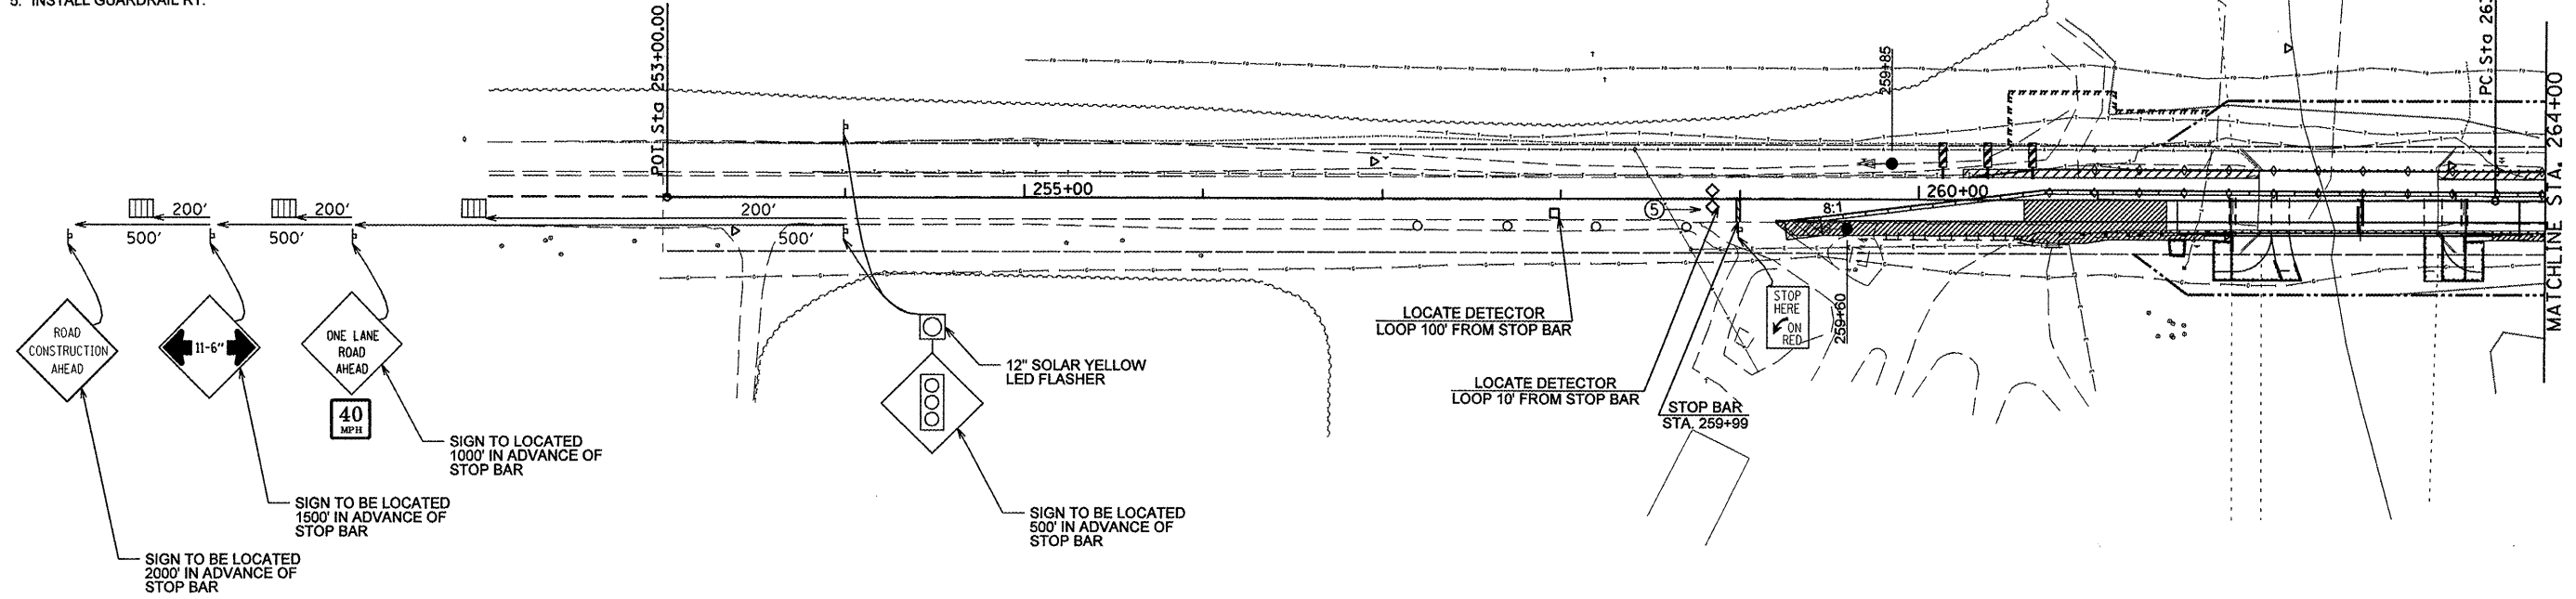 5. INSTALL GUARDRAIL RT.
POT Sta 253+00.00
259+85
PC Sta 263
MATCHLINE STA. 264+00
255+00
260+00
200'
200'
200'
500'
500'
500'
5
8:1
ROAD
CONSTRUCTION
AHEAD
11-6"
ONE LANE
ROAD
AHEAD
40
MPH
STOP
HERE
ON
RED
259+60
LOCATE DETECTOR
LOOP 100' FROM STOP BAR
12" SOLAR YELLOW
LED FLASHER
LOCATE DETECTOR
LOOP 10' FROM STOP BAR
STOP BAR
STA. 259+99
SIGN TO LOCATED
1000' IN ADVANCE OF
STOP BAR
SIGN TO BE LOCATED
1500' IN ADVANCE OF
STOP BAR
SIGN TO BE LOCATED
500' IN ADVANCE OF
STOP BAR
SIGN TO BE LOCATED
2000' IN ADVANCE OF
STOP BAR